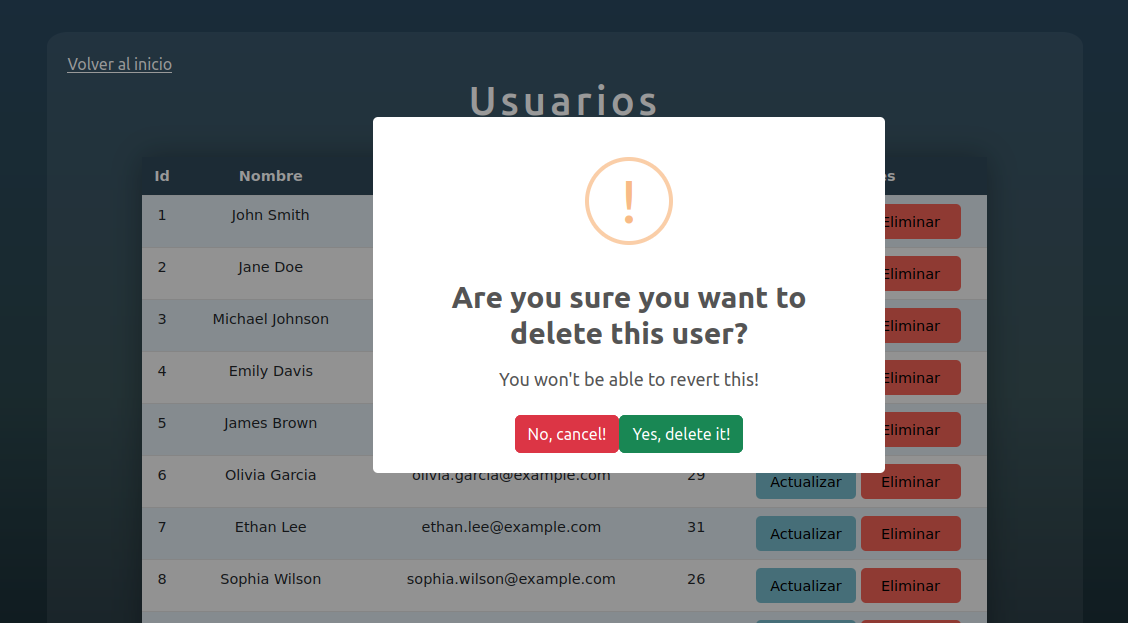 Volver al inicio
Usuarios
Id Nombre
1 John Smith Eliminar
2 Jane Doe Eliminar
3 Michael Johnson Eliminar
4 Emily Davis Eliminar
5 James Brown Eliminar
6 Olivia Garcia olivia.garcia@example.com 29 Actualizar Eliminar
7 Ethan Lee ethan.lee@example.com 31 Actualizar Eliminar
8 Sophia Wilson sophia.wilson@example.com 26 Actualizar Eliminar
!
Are you sure you want to
delete this user?
You won't be able to revert this!
No, cancel! Yes, delete it!